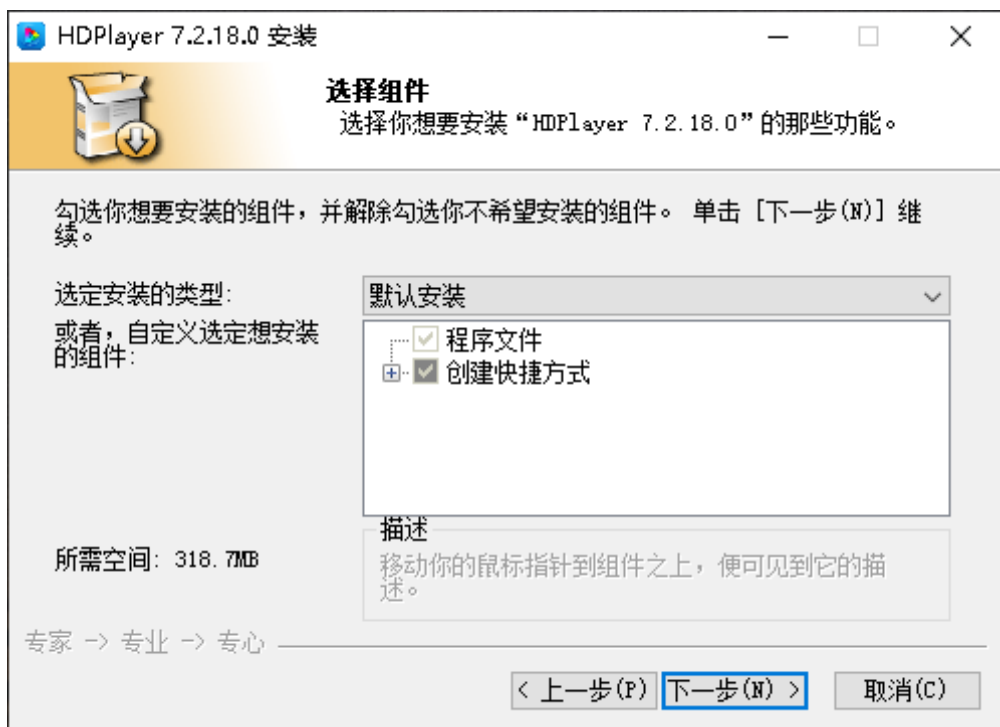 HDPlayer 7.2.18.0 安装
选择组件
选择你想要安装“HDPlayer 7.2.18.0”的那些功能。
勾选你想要安装的组件，并解除勾选你不希望安装的组件。 单击 [下一步(N)] 继
续。
选定安装的类型:
默认安装
或者，自定义选定想安装
的组件:
程序文件
创建快捷方式
描述
移动你的鼠标指针到组件之上，便可见到它的描
述。
所需空间: 318.7MB
专家 -> 专业 -> 专心
< 上一步(P)
下一步(N) >
取消(C)